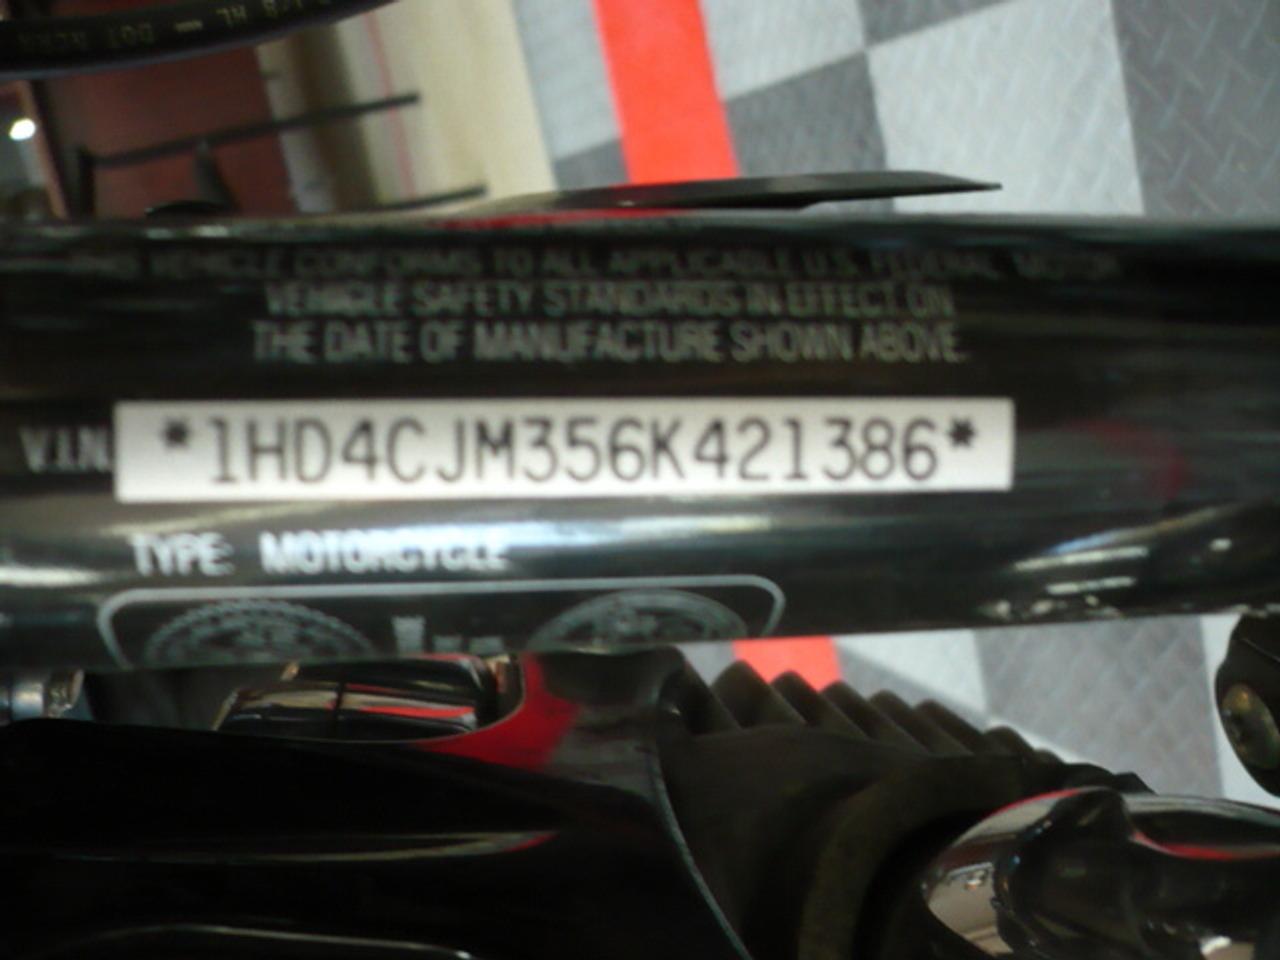 THIS VEHICLE CONFORMS TO ALL APPLICABLE U.S. FEDERAL MOTOR
VEHICLE SAFETY STANDARDS IN EFFECT ON
THE DATE OF MANUFACTURE SHOWN ABOVE.
V.I.N. *1HD4CJM356K421386*
TYPE: MOTORCYCLE